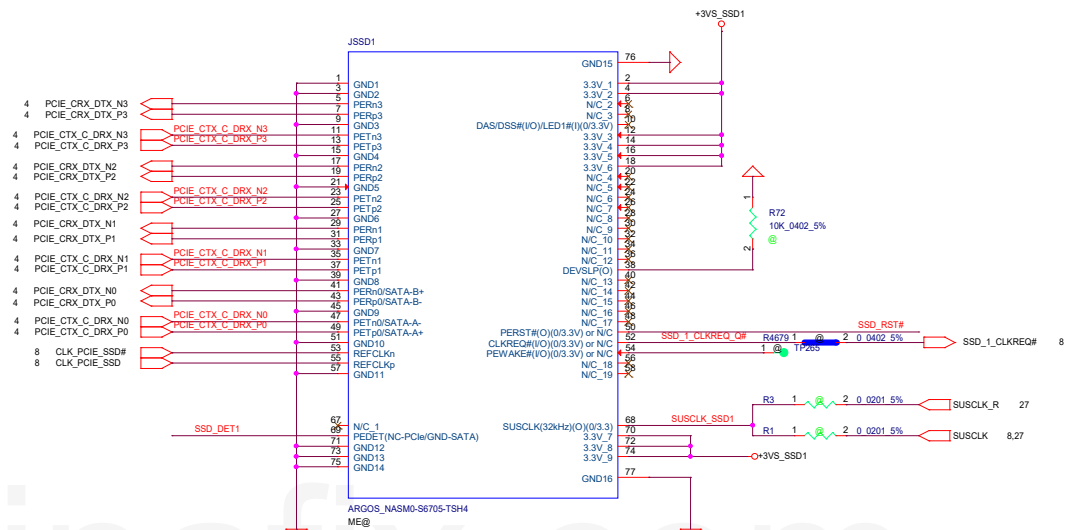 +3VS_SSD1
JSSD1
76 GND15
1 GND1 3.3V_1 2
3 GND2 3.3V_2 4
4 PCIE_CRX_DTX_N3 5 PERn3 N/C_2 6
4 PCIE_CRX_DTX_P3 7 PERp3 N/C_3 8
9 GND3 DAS/DSS#(I/O)/LED1#(I)(0/3.3V) 10
4 PCIE_CTX_C_DRX_N3 PCIE_CTX_C_DRX_N3 11 PETn3 3.3V_3 12
4 PCIE_CTX_C_DRX_P3 PCIE_CTX_C_DRX_P3 13 PETp3 3.3V_4 14
15 GND4 3.3V_5 16
4 PCIE_CRX_DTX_N2 17 PERn2 3.3V_6 18
4 PCIE_CRX_DTX_P2 19 PERp2 N/C_4 20
21 GND5 N/C_5 22
4 PCIE_CTX_C_DRX_N2 PCIE_CTX_C_DRX_N2 23 PETn2 N/C_6 24
4 PCIE_CTX_C_DRX_P2 PCIE_CTX_C_DRX_P2 25 PETp2 N/C_7 26
27 GND6 N/C_8 28
4 PCIE_CRX_DTX_N1 29 PERn1 N/C_9 30
4 PCIE_CRX_DTX_P1 31 PERp1 N/C_10 32
33 GND7 N/C_11 34
4 PCIE_CTX_C_DRX_N1 PCIE_CTX_C_DRX_N1 35 PETn1 N/C_12 36
4 PCIE_CTX_C_DRX_P1 PCIE_CTX_C_DRX_P1 37 PETp1 DEVSLP(O) 38
39 GND8 N/C_13 40
4 PCIE_CRX_DTX_N0 41 PERn0/SATA-B+ N/C_14 42
4 PCIE_CRX_DTX_P0 43 PERp0/SATA-B- N/C_15 44
45 GND9 N/C_16 46
4 PCIE_CTX_C_DRX_N0 PCIE_CTX_C_DRX_N0 47 PETn0/SATA-A- N/C_17 48
4 PCIE_CTX_C_DRX_P0 PCIE_CTX_C_DRX_P0 49 PETp0/SATA-A+ PERST#(O)(0/3.3V) or N/C 50 SSD_RST#
51 GND10 CLKREQ#(I/O)(0/3.3V) or N/C 52 SSD_1_CLKREQ_Q# R4679 1 @ 2 0_0402_5% SSD_1_CLKREQ# 8
8 CLK_PCIE_SSD# 53 REFCLKn PEWAKE#(I/O)(0/3.3V) or N/C 54 1 @ TP265
8 CLK_PCIE_SSD 55 REFCLKp N/C_18 56
57 GND11 N/C_19 58
1
R72
10K_0402_5%
@
2
67 N/C_1 SUSCLK(32kHz)(O)(0/3.3) 68 SUSCLK_SSD1
SSD_DET1 69 PEDET(NC-PCIe/GND-SATA) 3.3V_7 70
71 GND12 3.3V_8 72
73 GND13 3.3V_9 74 +3VS_SSD1
75 GND14
GND16 77
R3 1 @ 2 0_0201_5% SUSCLK_R 27
R1 1 @ 2 0_0201_5% SUSCLK 8,27
ARGOS_NASM0-S6705-TSH4
ME@